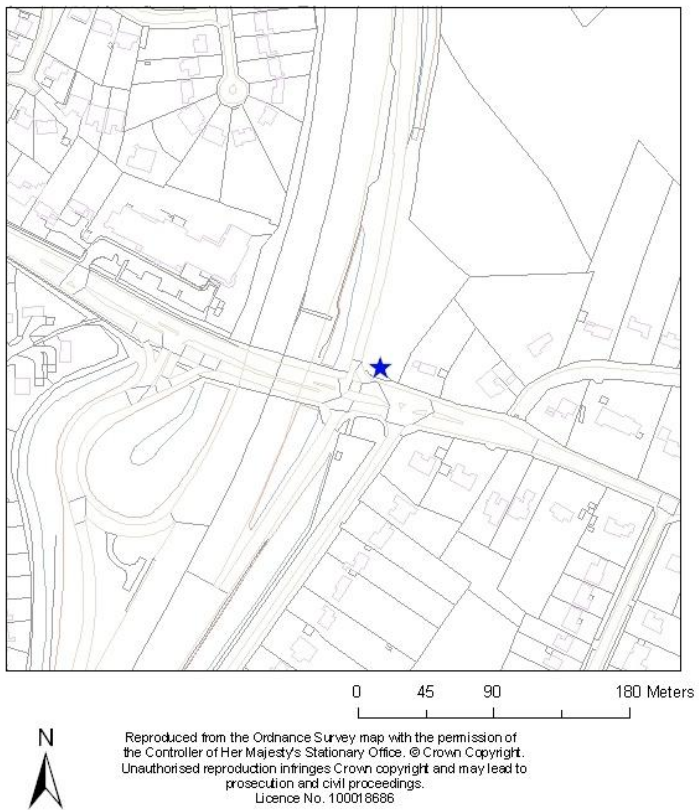 0 45 90 180 Meters
N
Reproduced from the Ordnance Survey map with the permission of
the Controller of Her Majesty's Stationary Office. © Crown Copyright.
Unauthorised reproduction infringes Crown copyright and may lead to
prosecution and civil proceedings.
Licence No. 100018686